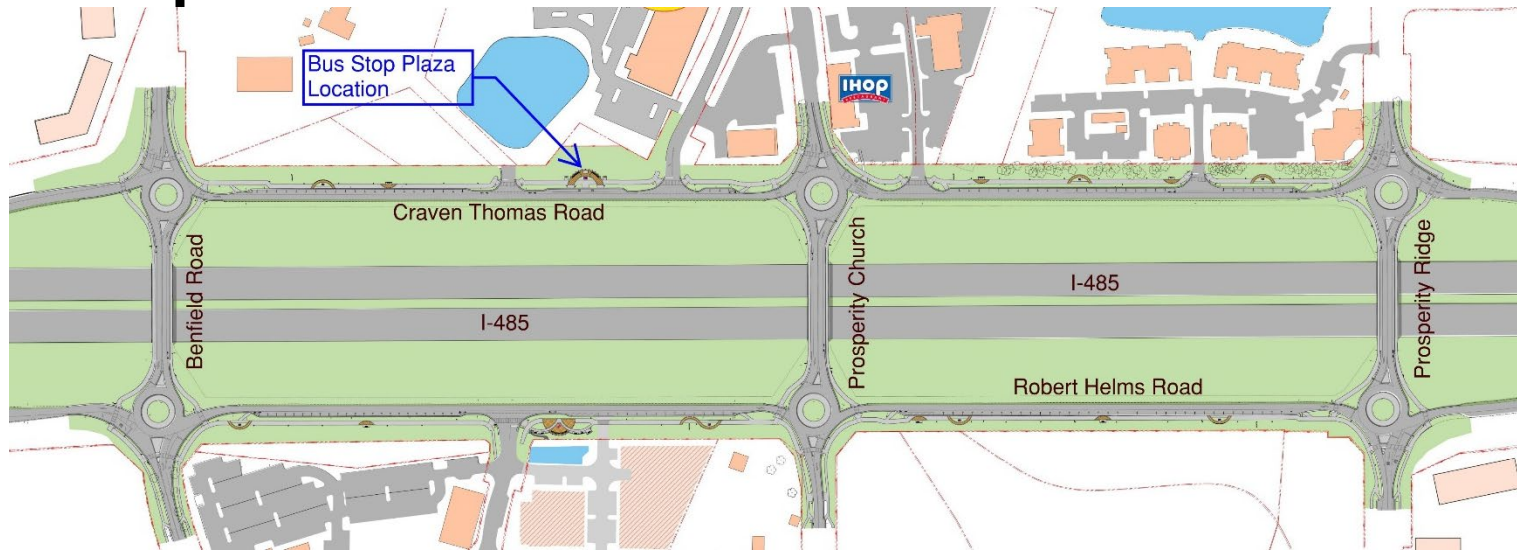 Bus Stop Plaza
Location
IHOP
Craven Thomas Road
Benfield Road
I-485
Prosperity Church
I-485
Prosperity Ridge
Robert Helms Road